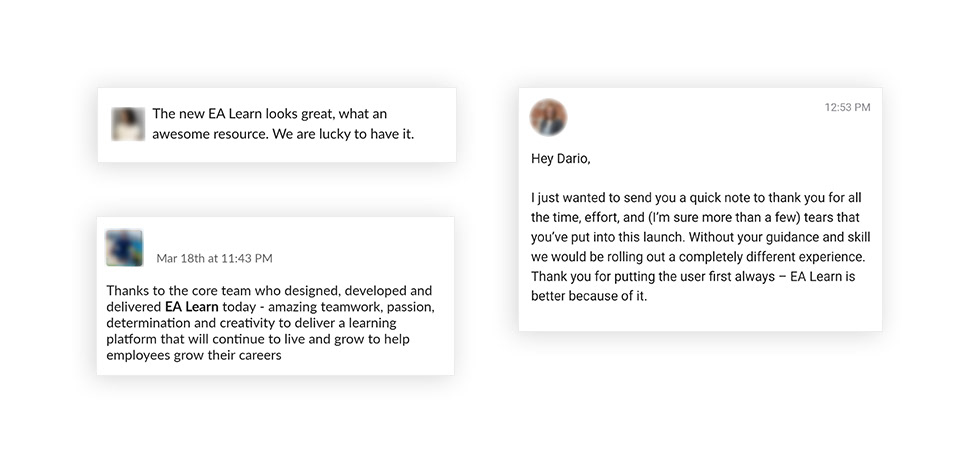 The new EA Learn looks great, what an
awesome resource. We are lucky to have it.
Mar 18th at 11:43 PM
Thanks to the core team who designed, developed and
delivered EA Learn today - amazing teamwork, passion,
determination and creativity to deliver a learning
platform that will continue to live and grow to help
employees grow their careers
12:53 PM
Hey Dario,
I just wanted to send you a quick note to thank you for all
the time, effort, and (I’m sure more than a few) tears that
you’ve put into this launch. Without your guidance and skill
we would be rolling out a completely different experience.
Thank you for putting the user first always – EA Learn is
better because of it.